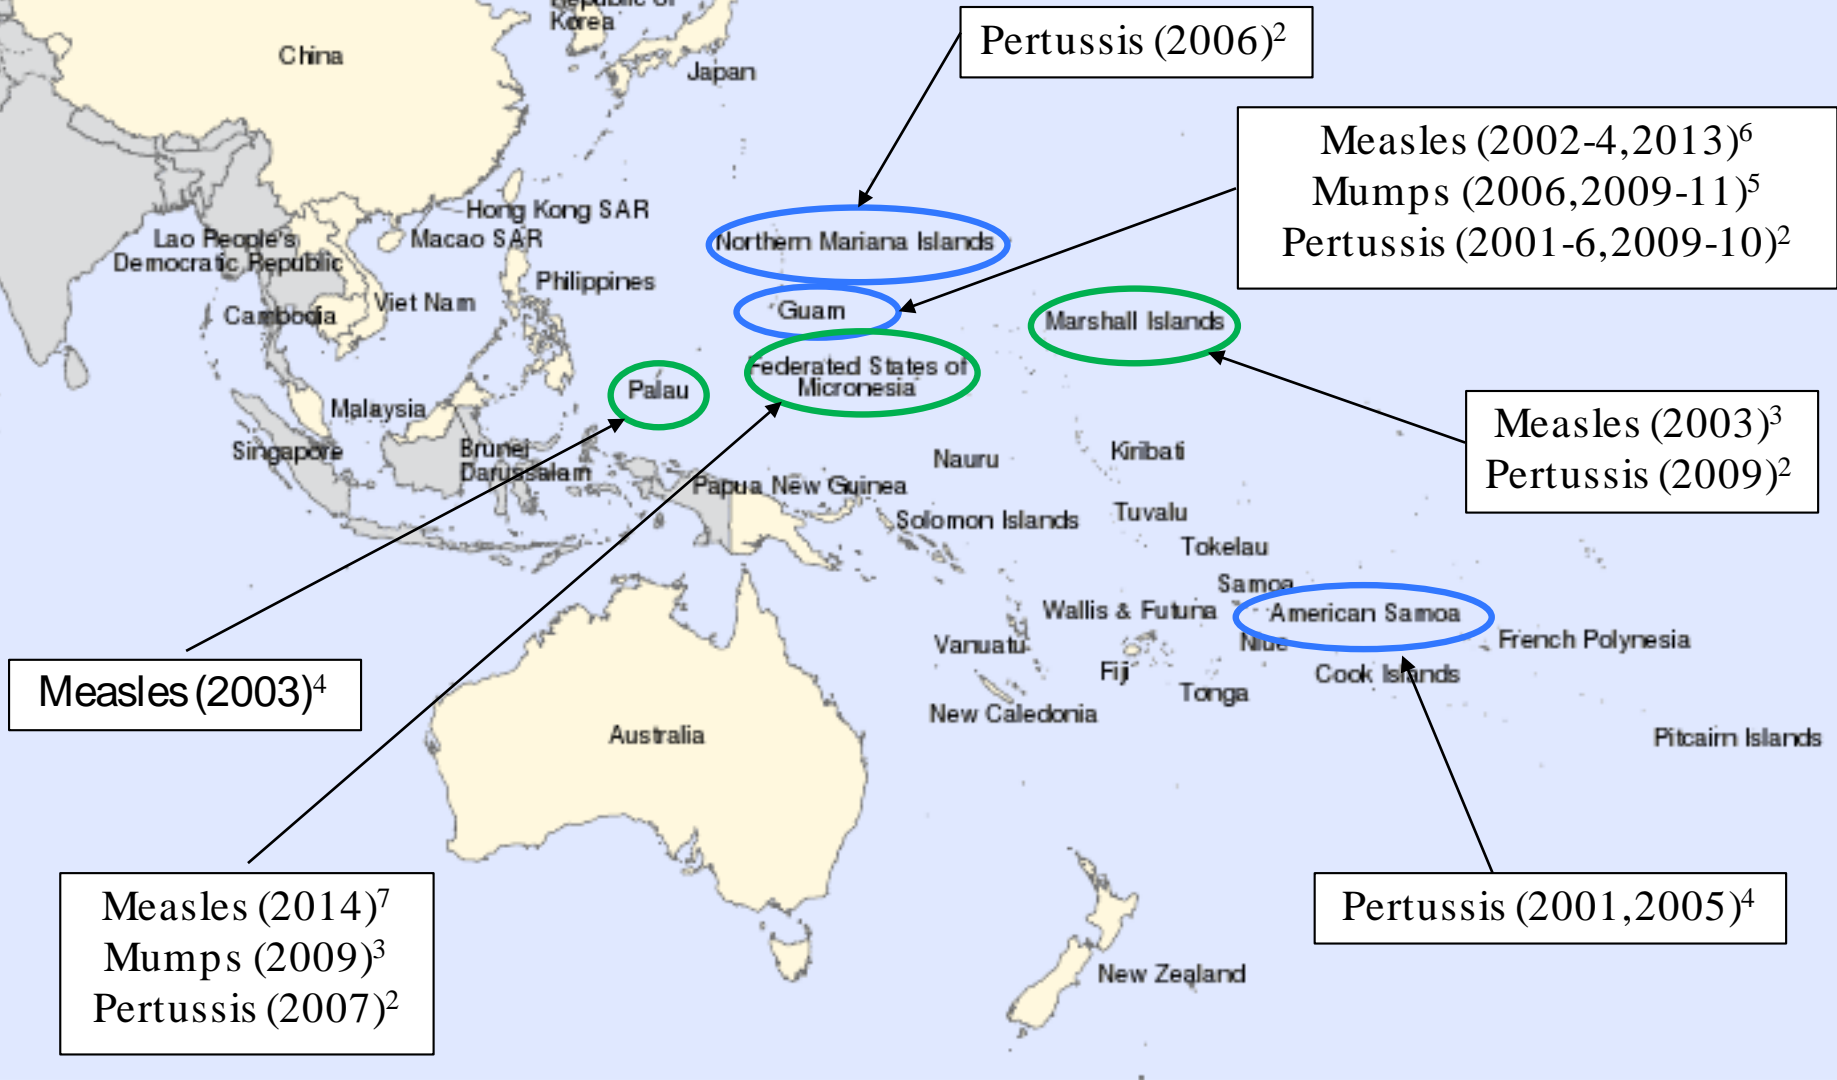 Republic of
Korea
China
Japan
Pertussis (2006)²
Measles (2002-4,2013)⁶
Mumps (2006,2009-11)⁵
Pertussis (2001-6,2009-10)²
Hong Kong SAR
Macao SAR
Lao People's
Democratic Republic
Northern Mariana Islands
Philippines
Viet Nam
Cambodia
Guam
Marshall Islands
Federated States of
Micronesia
Palau
Malaysia
Singapore
Brunei
Darussalam
Measles (2003)³
Pertussis (2009)²
Nauru
Kiribati
Papua New Guinea
Solomon Islands
Tuvalu
Tokelau
Samoa
American Samoa
Wallis & Futuna
Vanuatu
Niue
French Polynesia
Fiji
Cook Islands
Tonga
New Caledonia
Measles (2003)⁴
Australia
Pitcairn Islands
Measles (2014)⁷
Mumps (2009)³
Pertussis (2007)²
Pertussis (2001,2005)⁴
New Zealand